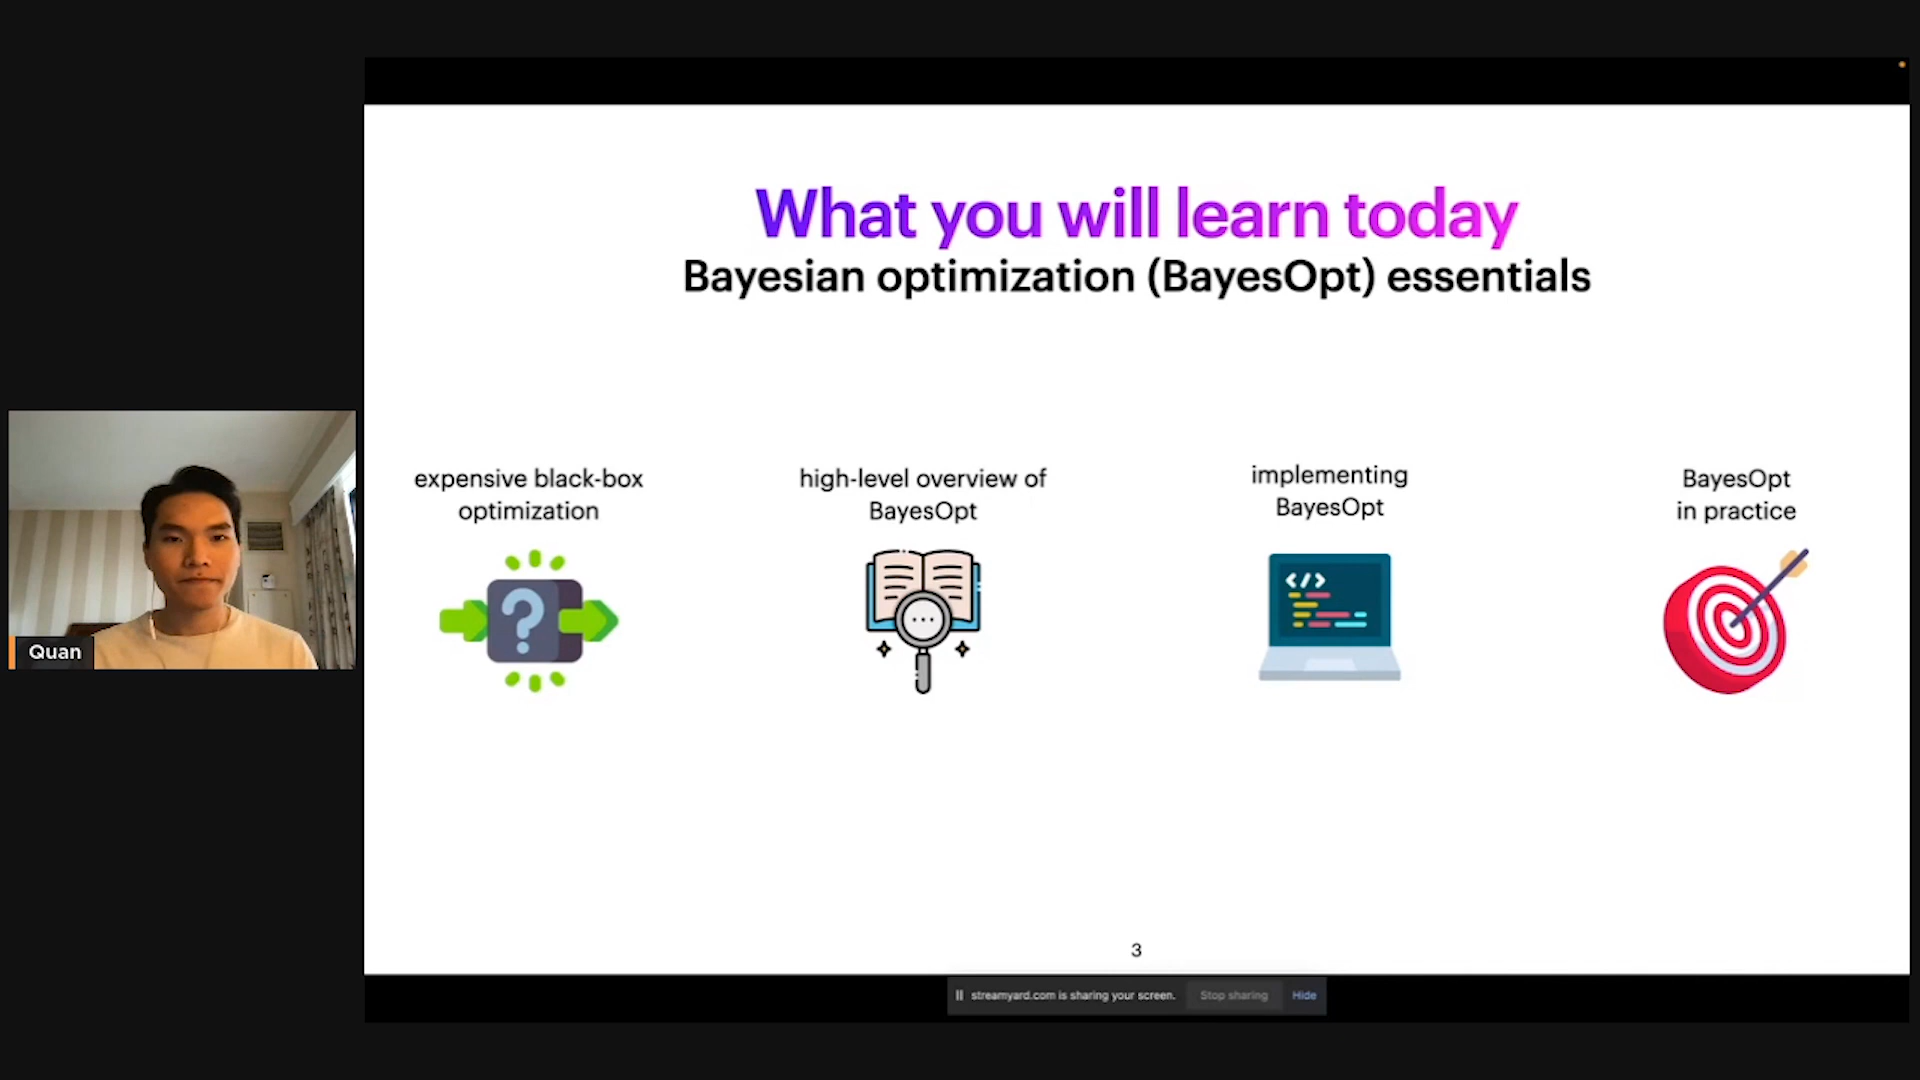 What you will learn today
Bayesian optimization (BayesOpt) essentials
expensive black-box
optimization
high-level overview of
BayesOpt
implementing
BayesOpt
BayesOpt
in practice
?
</>
Quan
3
streamyard.com is sharing your screen. Stop sharing Hide